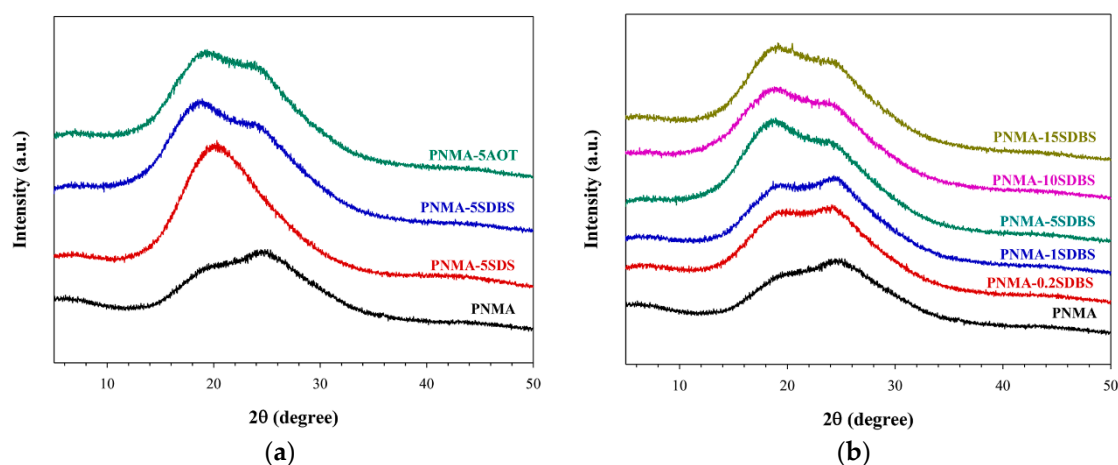 Intensity (a.u.)
PNMA-5AOT
PNMA-5SDBS
PNMA-5SDS
PNMA
10
20
30
40
50
2θ (degree)
(a)
Intensity (a.u.)
PNMA-15SDBS
PNMA-10SDBS
PNMA-5SDBS
PNMA-1SDBS
PNMA-0.2SDBS
PNMA
10
20
30
40
50
2θ (degree)
(b)